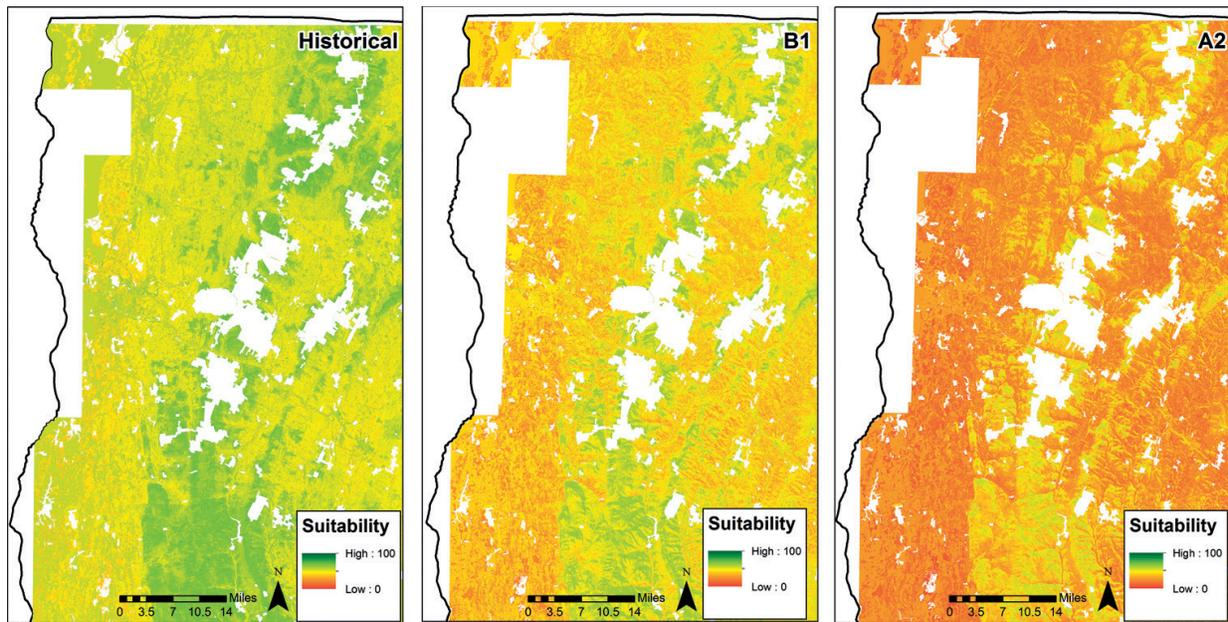 Historical
Suitability
High : 100
Low : 0
N
Miles
0 3.5 7 10.5 14
B1
Suitability
High : 100
Low : 0
N
Miles
0 3.5 7 10.5 14
A2
Suitability
High : 100
Low : 0
N
Miles
0 3.5 7 10.5 14